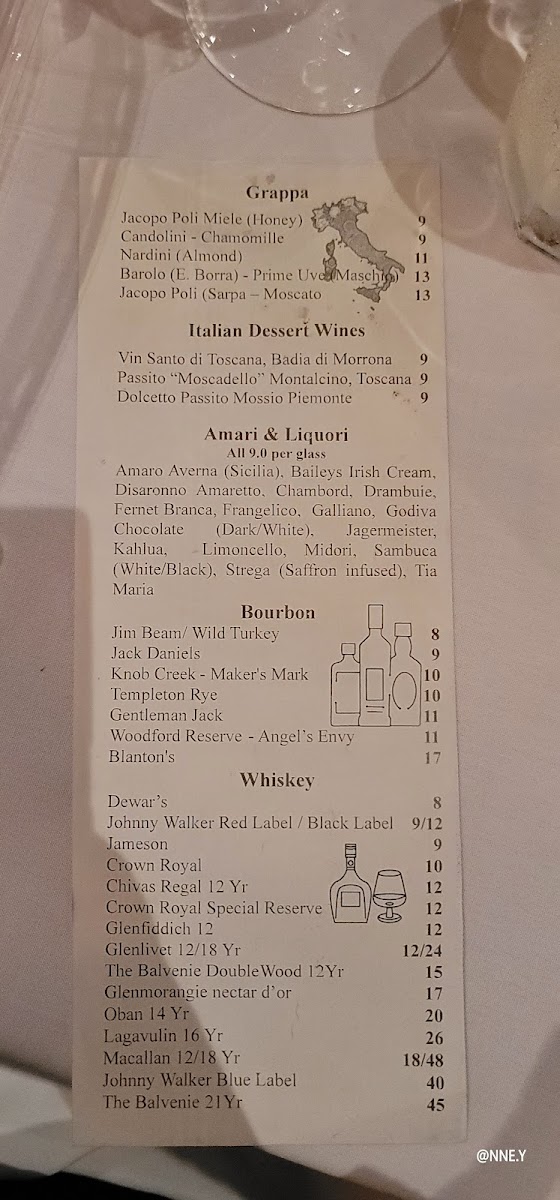 Grappa
Jacopo Poli Miele (Honey) 9
Candolini - Chamomille 9
Nardini (Almond) 11
Barolo (E. Borra) - Prime Uve (Maschio) 13
Jacopo Poli (Sarpa – Moscato 13
Italian Dessert Wines
Vin Santo di Toscana, Badia di Morrona 9
Passito “Moscadello” Montalcino, Toscana 9
Dolcetto Passito Mossio Piemonte 9
Amari & Liquori
All 9.0 per glass
Amaro Averna (Sicilia), Baileys Irish Cream,
Disaronno Amaretto, Chambord, Drambuie,
Fernet Branca, Frangelico, Galliano, Godiva
Chocolate (Dark/White), Jagermeister,
Kahlua, Limoncello, Midori, Sambuca
(White/Black), Strega (Saffron infused), Tia
Maria
Bourbon
Jim Beam/ Wild Turkey 8
Jack Daniels 9
Knob Creek - Maker's Mark 10
Templeton Rye 10
Gentleman Jack 11
Woodford Reserve - Angel’s Envy 11
Blanton's 17
Whiskey
Dewar’s 8
Johnny Walker Red Label / Black Label 9/12
Jameson 9
Crown Royal 10
Chivas Regal 12 Yr 12
Crown Royal Special Reserve 12
Glenfiddich 12 12
Glenlivet 12/18 Yr 12/24
The Balvenie DoubleWood 12Yr 15
Glenmorangie nectar d’or 17
Oban 14 Yr 20
Lagavulin 16 Yr 26
Macallan 12/18 Yr 18/48
Johnny Walker Blue Label 40
The Balvenie 21Yr 45
@NNE.Y